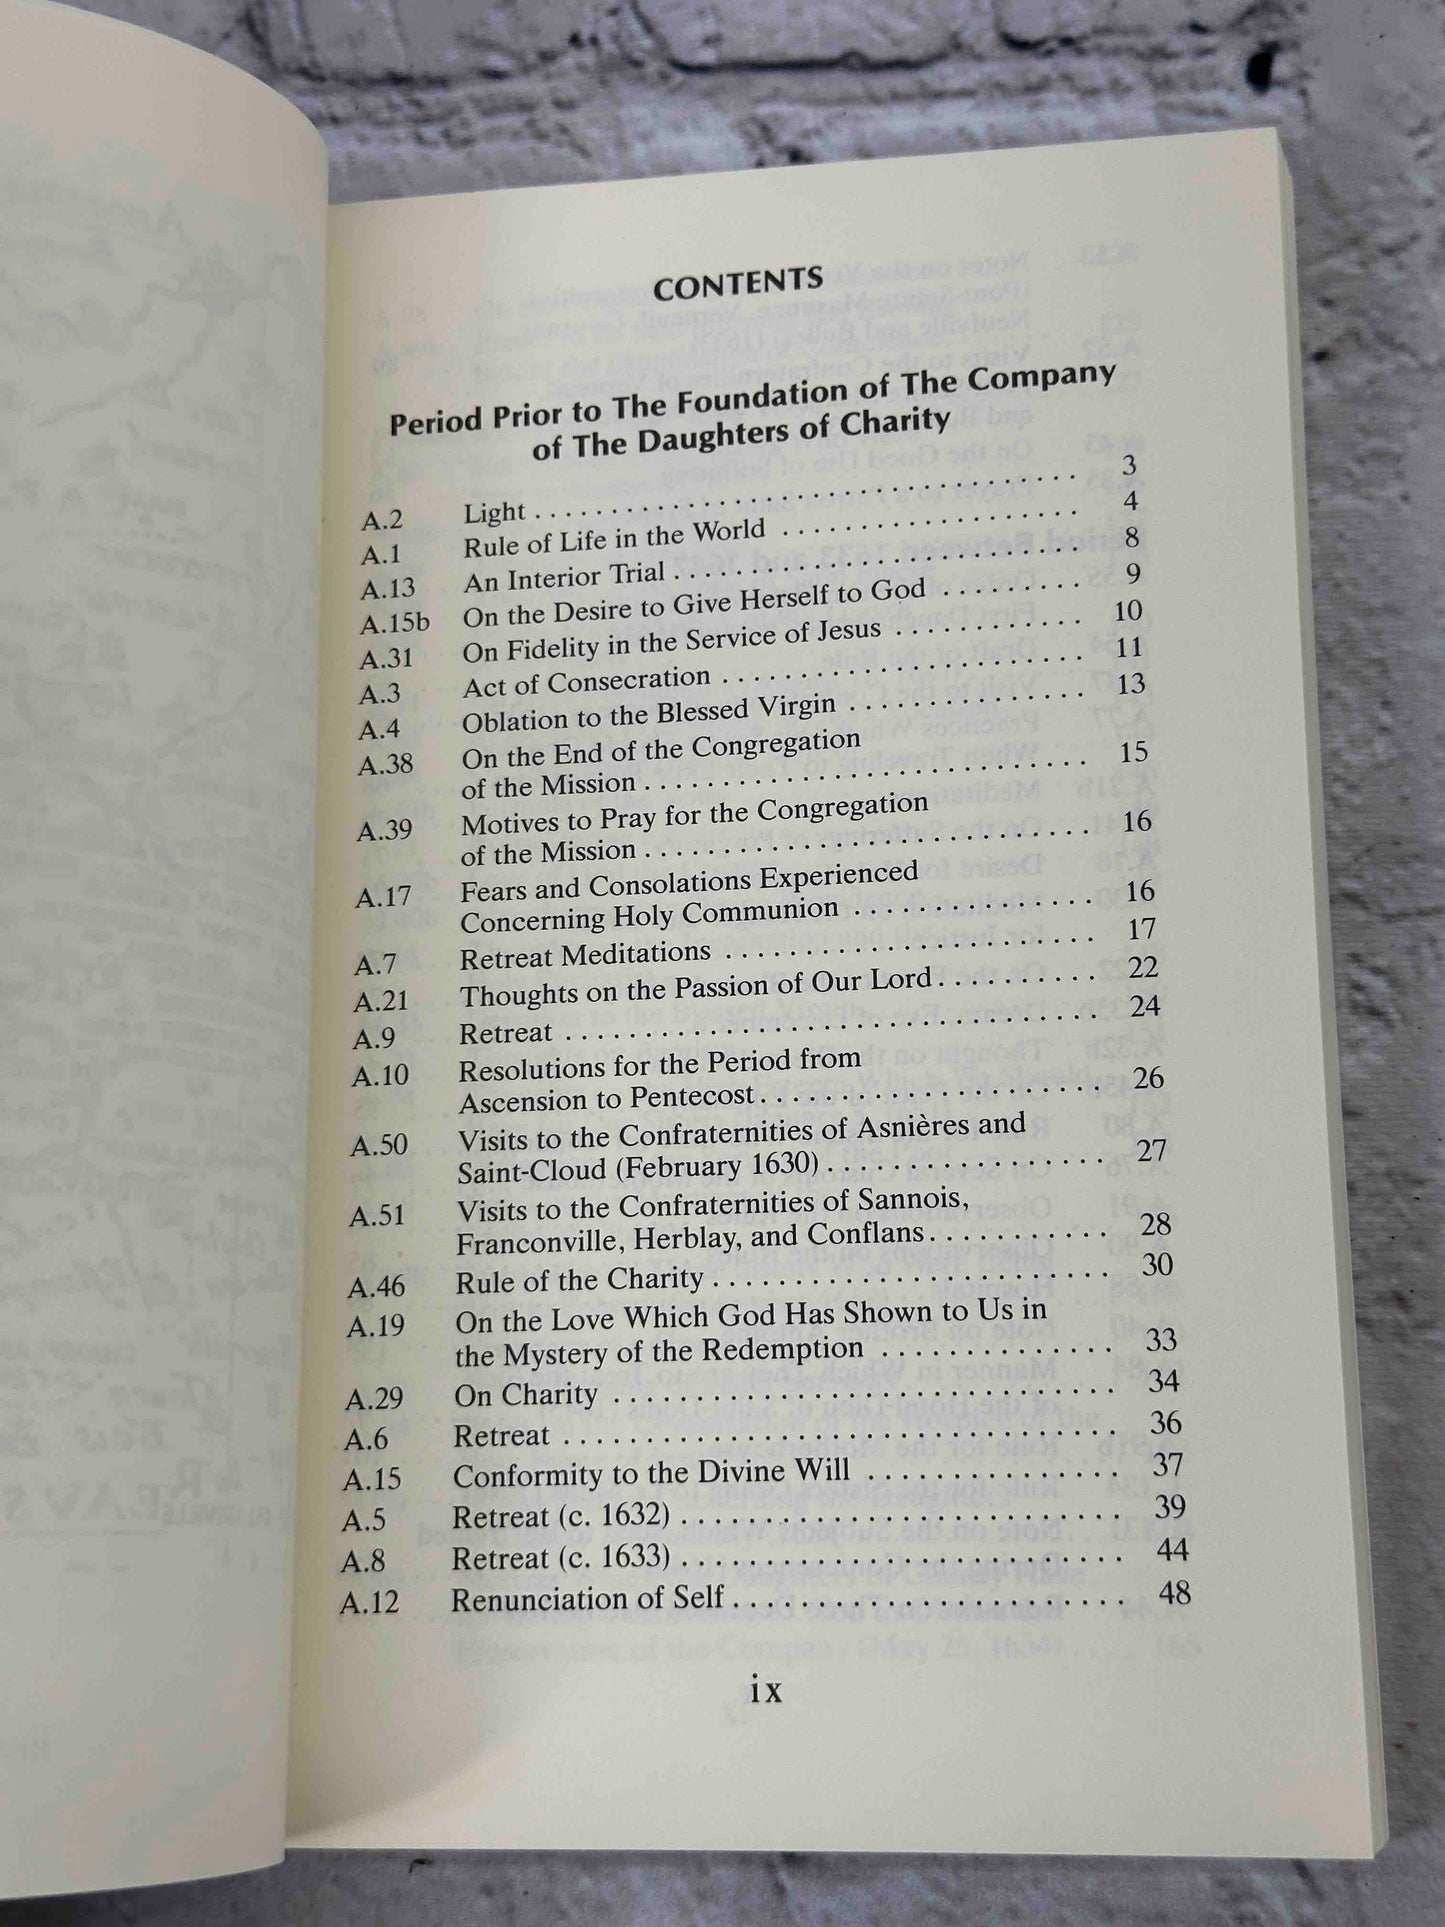 CONTENTS
Period Prior to The Foundation of The Company
of The Daughters of Charity
A.2 Light . . . . . . . . . . . . . . . . . . . . . . . . . . . . . . . . . . . 3
A.1 Rule of Life in the World . . . . . . . . . . . . . . . . . . . 4
A.13 An Interior Trial . . . . . . . . . . . . . . . . . . . . . . . . . . 8
A.15b On the Desire to Give Herself to God . . . . . . . . . 9
A.31 On Fidelity in the Service of Jesus . . . . . . . . . . . . 10
A.3 Act of Consecration . . . . . . . . . . . . . . . . . . . . . . . 11
A.4 Oblation to the Blessed Virgin . . . . . . . . . . . . . . . 13
A.38 On the End of the Congregation
of the Mission . . . . . . . . . . . . . . . . . . . . . . . . . . . . 15
A.39 Motives to Pray for the Congregation
of the Mission . . . . . . . . . . . . . . . . . . . . . . . . . . . . 16
A.17 Fears and Consolations Experienced
Concerning Holy Communion . . . . . . . . . . . . . . . 16
A.7 Retreat Meditations . . . . . . . . . . . . . . . . . . . . . . . 17
A.21 Thoughts on the Passion of Our Lord . . . . . . . . . . 22
A.9 Retreat . . . . . . . . . . . . . . . . . . . . . . . . . . . . . . . . . 24
A.10 Resolutions for the Period from
Ascension to Pentecost . . . . . . . . . . . . . . . . . . . . . 26
A.50 Visits to the Confraternities of Asnières and
Saint-Cloud (February 1630) . . . . . . . . . . . . . . . . 27
A.51 Visits to the Confraternities of Sannois,
Franconville, Herblay, and Conflans . . . . . . . . . . . 28
A.46 Rule of the Charity . . . . . . . . . . . . . . . . . . . . . . . . 30
A.19 On the Love Which God Has Shown to Us in
the Mystery of the Redemption . . . . . . . . . . . . . . 33
A.29 On Charity . . . . . . . . . . . . . . . . . . . . . . . . . . . . . . 34
A.6 Retreat . . . . . . . . . . . . . . . . . . . . . . . . . . . . . . . . . 36
A.15 Conformity to the Divine Will . . . . . . . . . . . . . . . 37
A.5 Retreat (c. 1632) . . . . . . . . . . . . . . . . . . . . . . . . . . 39
A.8 Retreat (c. 1633) . . . . . . . . . . . . . . . . . . . . . . . . . . 44
A.12 Renunciation of Self . . . . . . . . . . . . . . . . . . . . . . . 48
ix